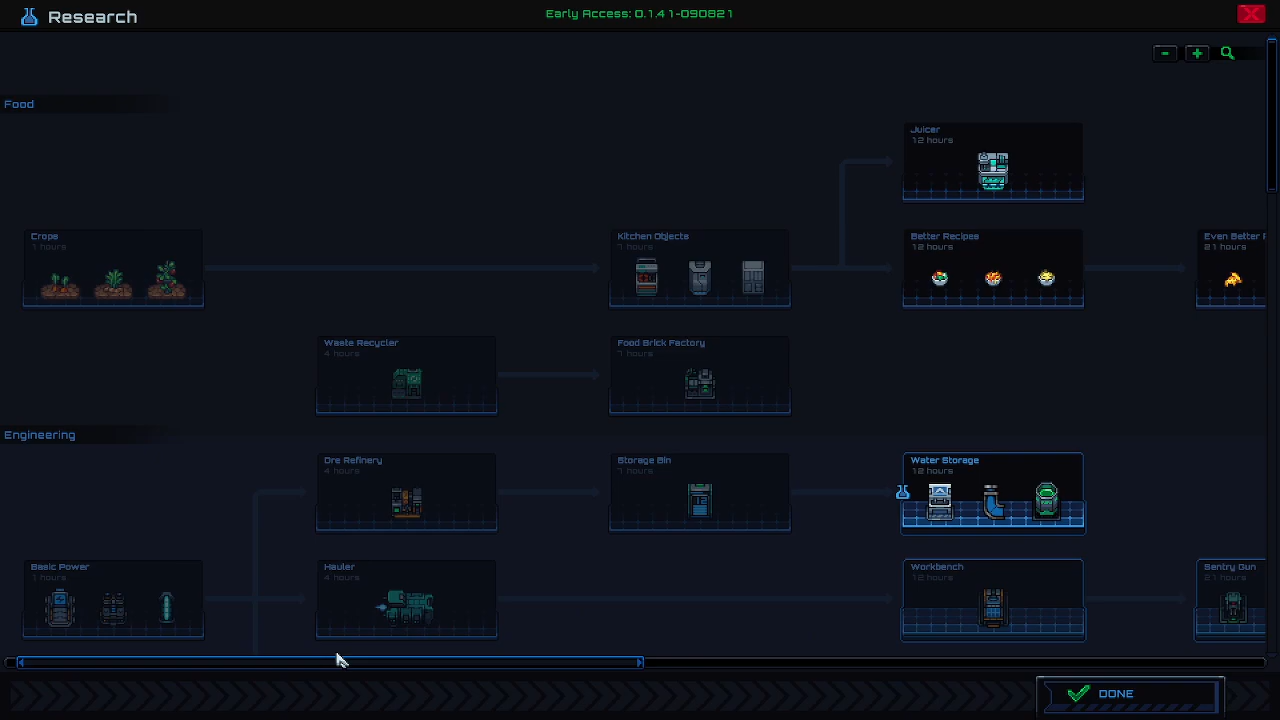 Research
Early Access: 0.1.41-090821
Food
Juicer
12 hours
Crops
1 hours
Kitchen Objects
7 hours
Better Recipes
12 hours
Even Better
21 hours
Waste Recycler
4 hours
Food Brick Factory
7 hours
Engineering
Ore Refinery
4 hours
Storage Bin
7 hours
Water Storage
12 hours
Basic Power
1 hours
Hauler
4 hours
Workbench
12 hours
Sentry Gun
21 hours
DONE